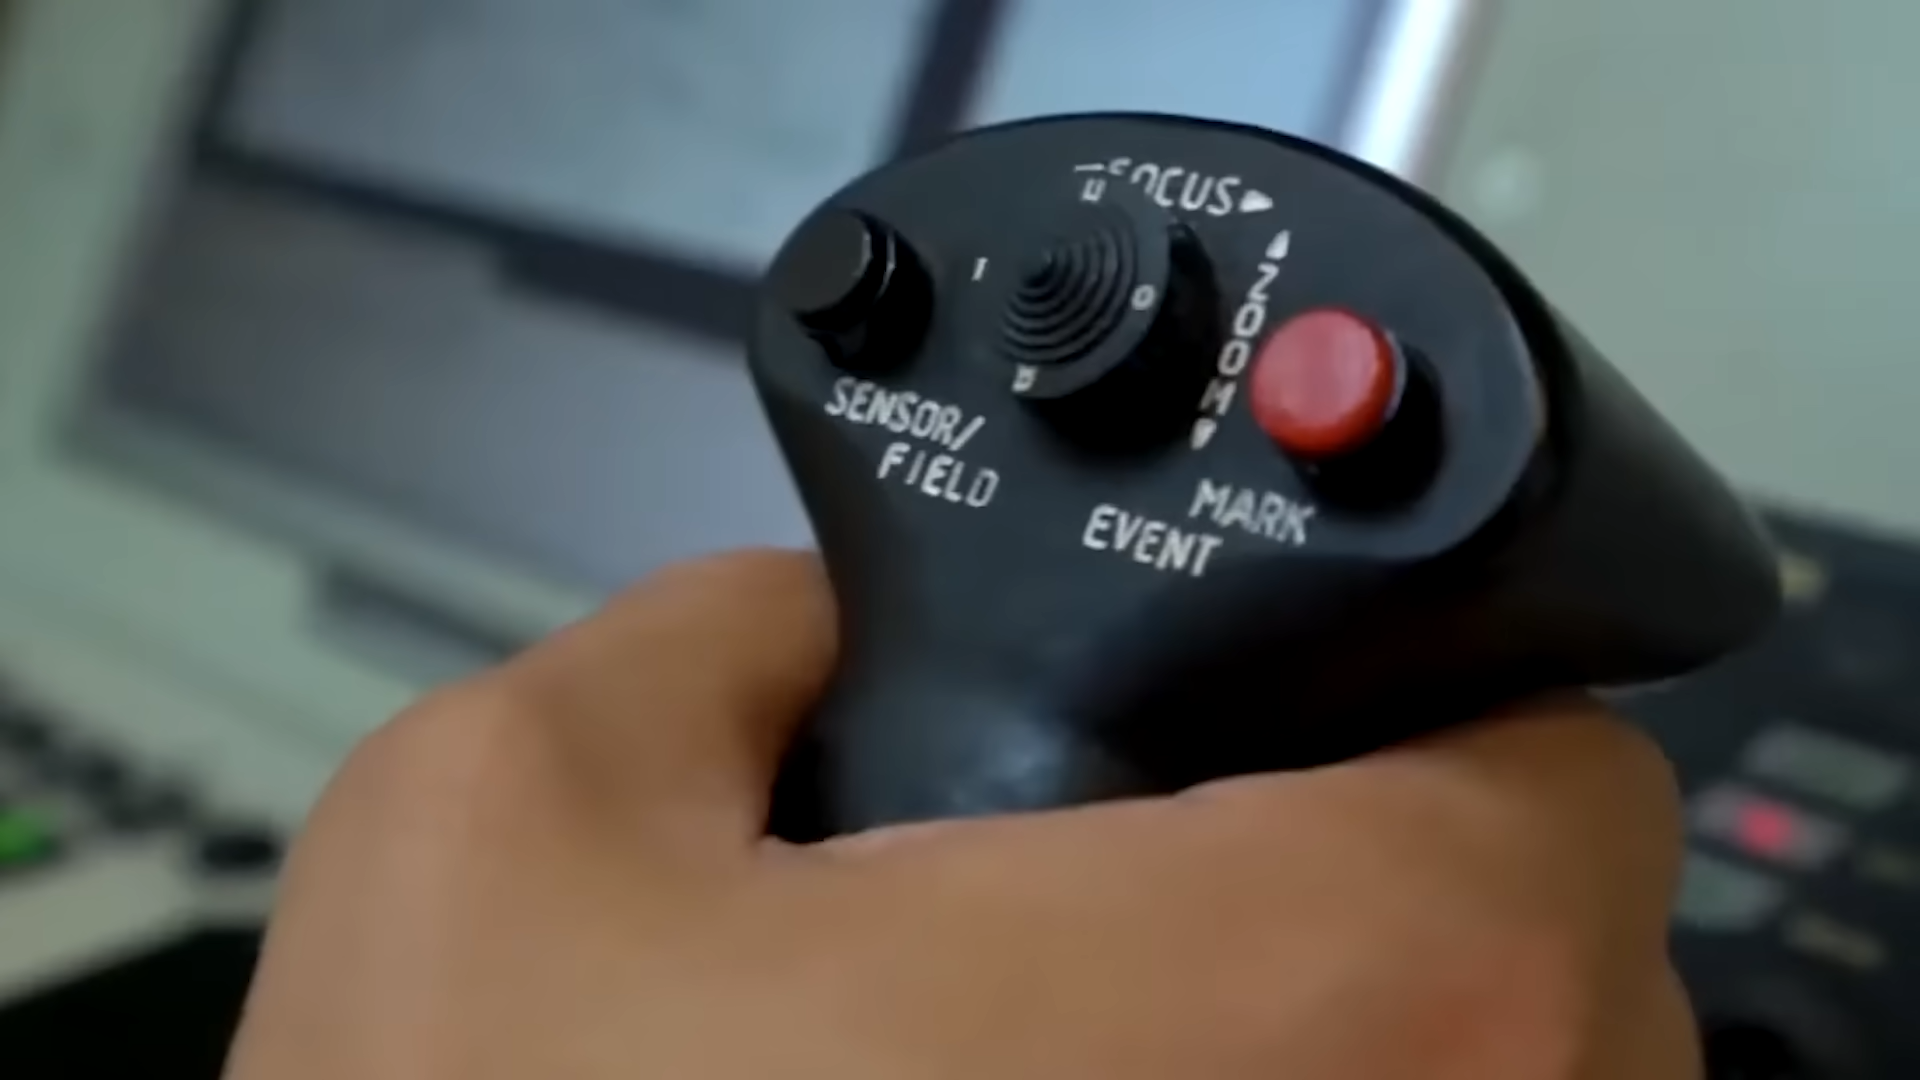 FOCUS▶
▲ZOOM▼
SENSOR/
FIELD
MARK
EVENT